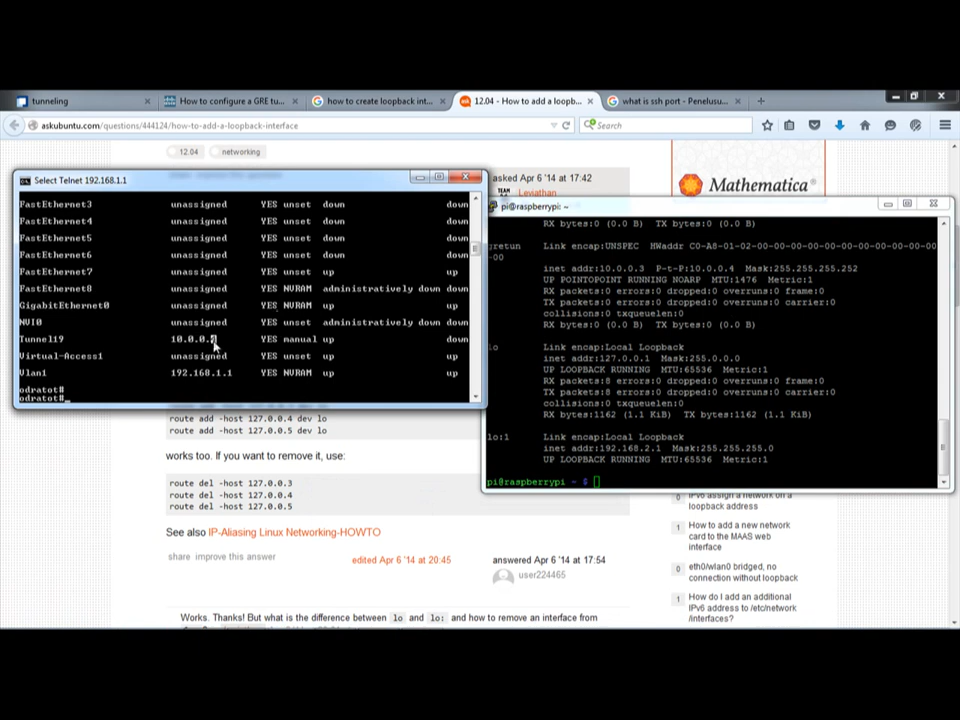 tunneling
How to configure a GRE tu...
how to create loopback int...
12.04 - How to add a loopb...
what is ssh port - Penelusu...
askubuntu.com/questions/444124/how-to-add-a-loopback-interface
Search
12.04
networking
asked Apr 6 '14 at 17:42
Leviathan
Mathematica
Select Telnet 192.168.1.1
FastEthernet3 unassigned YES unset down down
FastEthernet4 unassigned YES unset down down
FastEthernet5 unassigned YES unset down down
FastEthernet6 unassigned YES unset down down
FastEthernet7 unassigned YES unset up up
FastEthernet8 unassigned YES NVRAM administratively down down
GigabitEthernet0 unassigned YES NVRAM up up
NVI0 unassigned YES unset administratively down down
Tunnel19 10.0.0. YES manual up down
Virtual-Access1 unassigned YES unset up up
Vlan1 192.168.1.1 YES NVRAM up up
odratot#
odratot#_
pi@raspberrypi: ~
RX bytes:0 (0.0 B) TX bytes:0 (0.0 B)
gretun Link encap:UNSPEC HWaddr C0-A8-01-02-00-00-00-00-00-00-00-00-00-00-00
-00
inet addr:10.0.0.3 P-t-P:10.0.0.4 Mask:255.255.255.252
UP POINTOPOINT RUNNING NOARP MTU:1476 Metric:1
RX packets:0 errors:0 dropped:0 overruns:0 frame:0
TX packets:0 errors:0 dropped:0 overruns:0 carrier:0
collisions:0 txqueuelen:0
RX bytes:0 (0.0 B) TX bytes:0 (0.0 B)
lo Link encap:Local Loopback
inet addr:127.0.0.1 Mask:255.0.0.0
UP LOOPBACK RUNNING MTU:65536 Metric:1
RX packets:8 errors:0 dropped:0 overruns:0 frame:0
TX packets:8 errors:0 dropped:0 overruns:0 carrier:0
collisions:0 txqueuelen:0
RX bytes:1162 (1.1 KiB) TX bytes:1162 (1.1 KiB)
lo:1 Link encap:Local Loopback
inet addr:192.168.2.1 Mask:255.255.255.0
UP LOOPBACK RUNNING MTU:65536 Metric:1
pi@raspberrypi ~ $
route add -host 127.0.0.4 dev lo
route add -host 127.0.0.5 dev lo
works too. If you want to remove it, use:
route del -host 127.0.0.3
route del -host 127.0.0.4
route del -host 127.0.0.5
See also IP-Aliasing Linux Networking-HOWTO
share improve this answer
edited Apr 6 '14 at 20:45
answered Apr 6 '14 at 17:54
user224465
Works. Thanks! But what is the difference between lo and lo: and how to remove an interface from
0 IPv6 assign a network on a
loopback address
1 How to add a new network
card to the MAAS web
interface
0 eth0/wlan0 bridged, no
connection without loopback
1 How do I add an additional
IPv6 address to /etc/network
/interfaces?